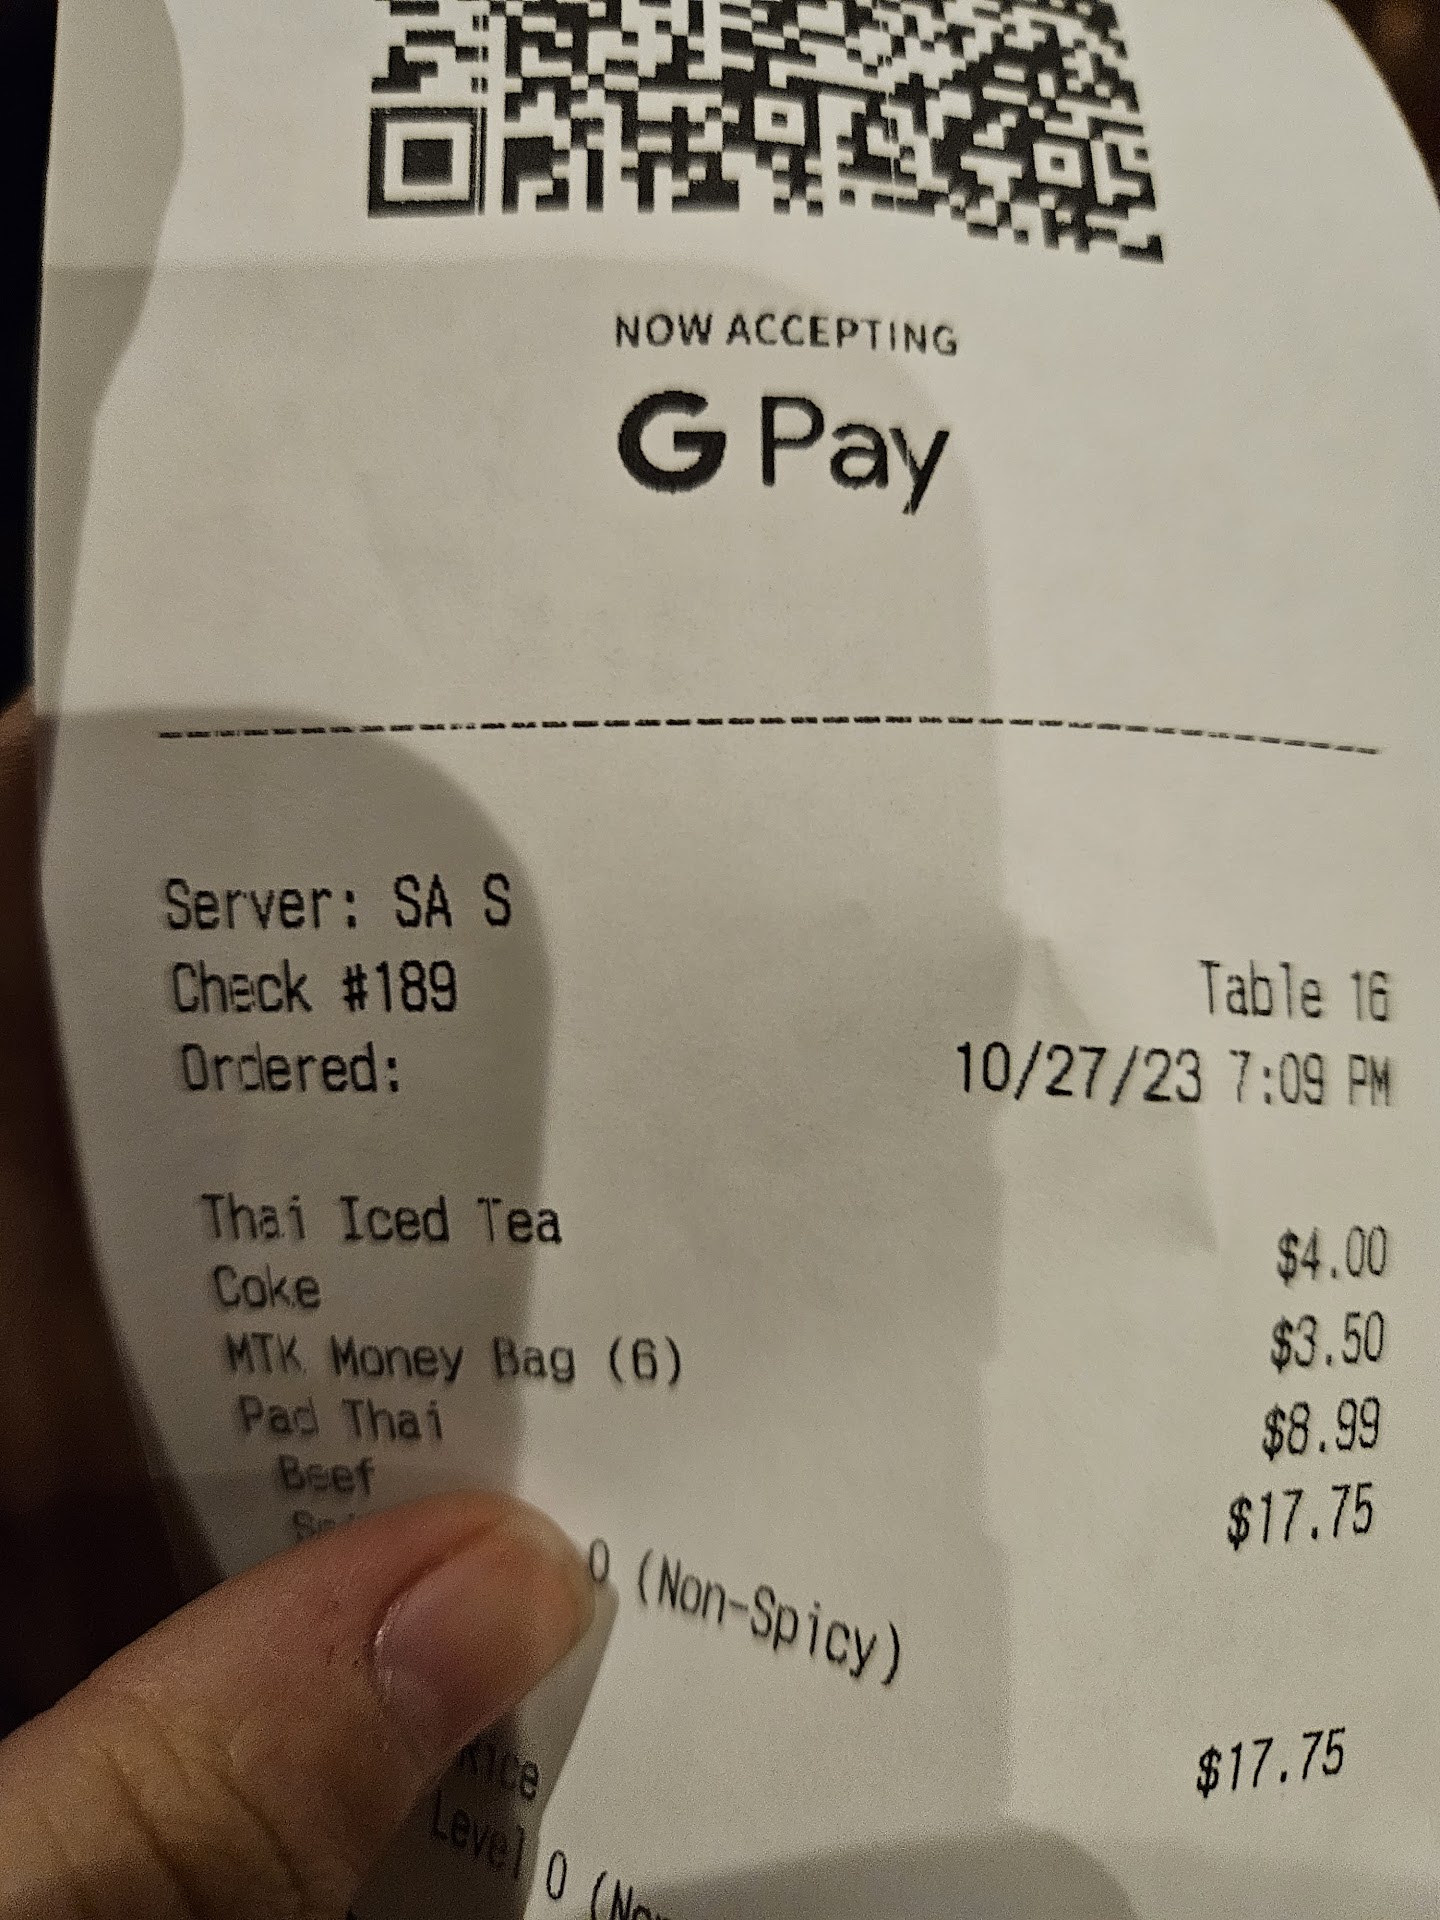 NOW ACCEPTING
G Pay
Server: SA S
Check #189
Table 16
Ordered: 10/27/23 7:09 PM
Thai Iced Tea $4.00
Coke $3.50
MTK Money Bag (6) $8.99
Pad Thai $17.75
Beef
0 (Non-Spicy)
$17.75
Rice
Level 0